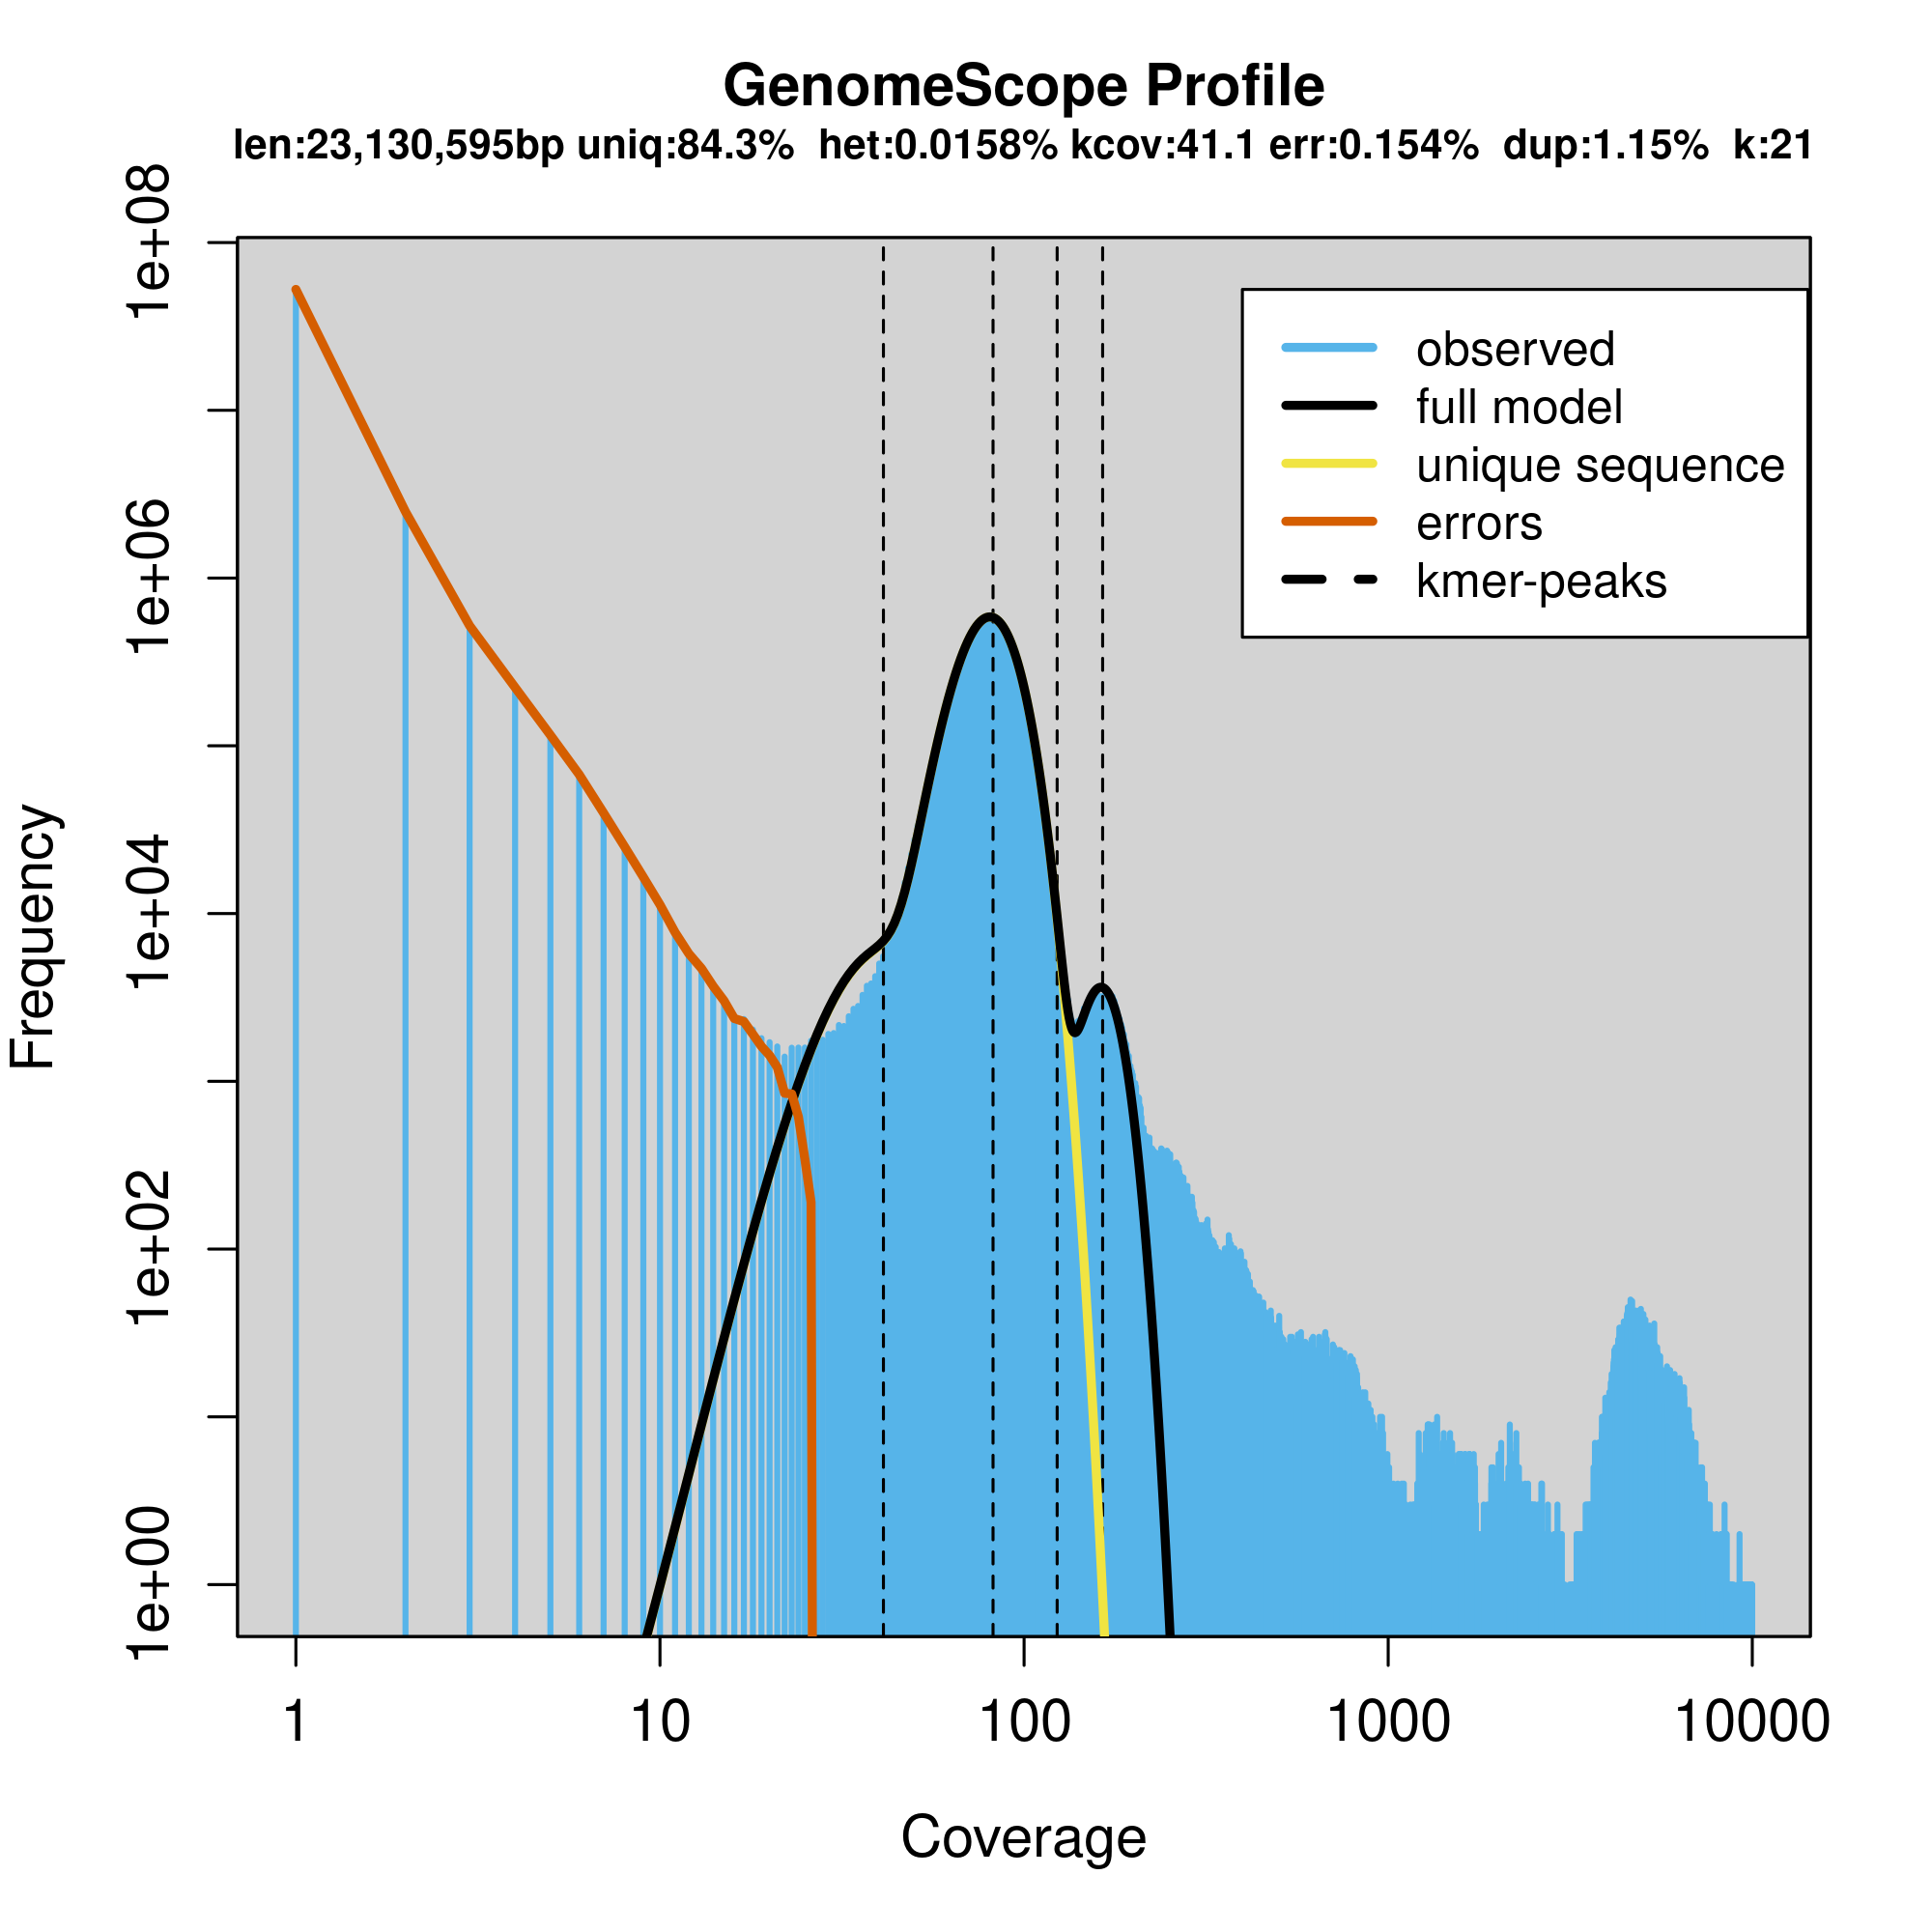 GenomeScope Profile
len:23,130,595bp uniq:84.3% het:0.0158% kcov:41.1 err:0.154% dup:1.15% k:21
1e+08
1e+06
1e+04
1e+02
1e+00
Frequency
observed
full model
unique sequence
errors
kmer-peaks
1 10 100 1000 10000
Coverage